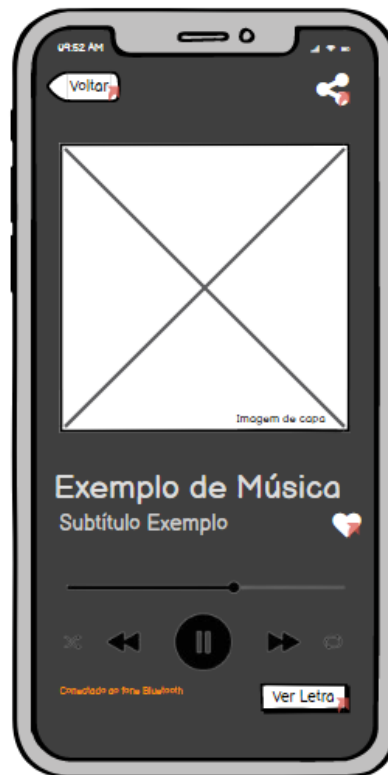 09:52 AM
Voltar
Imagem de capa
Exemplo de Música
Subtítulo Exemplo
Conectado ao fone Bluetooth
Ver Letra